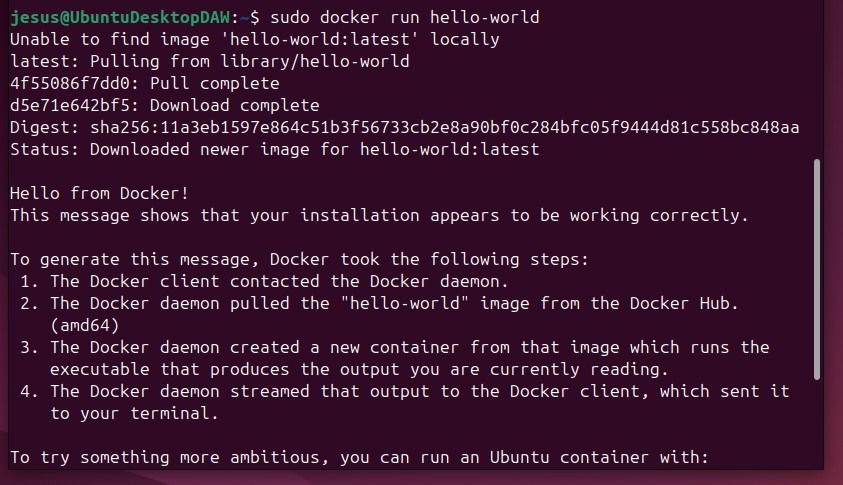 jesus@UbuntuDesktopDAW:~$ sudo docker run hello-world
Unable to find image 'hello-world:latest' locally
latest: Pulling from library/hello-world
4f55086f7dd0: Pull complete
d5e71e642bf5: Download complete
Digest: sha256:11a3eb1597e864c51b3f56733cb2e8a90bf0c284bfc05f9444d81c558bc848aa
Status: Downloaded newer image for hello-world:latest

Hello from Docker!
This message shows that your installation appears to be working correctly.

To generate this message, Docker took the following steps:
 1. The Docker client contacted the Docker daemon.
 2. The Docker daemon pulled the "hello-world" image from the Docker Hub.
    (amd64)
 3. The Docker daemon created a new container from that image which runs the
    executable that produces the output you are currently reading.
 4. The Docker daemon streamed that output to the Docker client, which sent it
    to your terminal.

To try something more ambitious, you can run an Ubuntu container with: